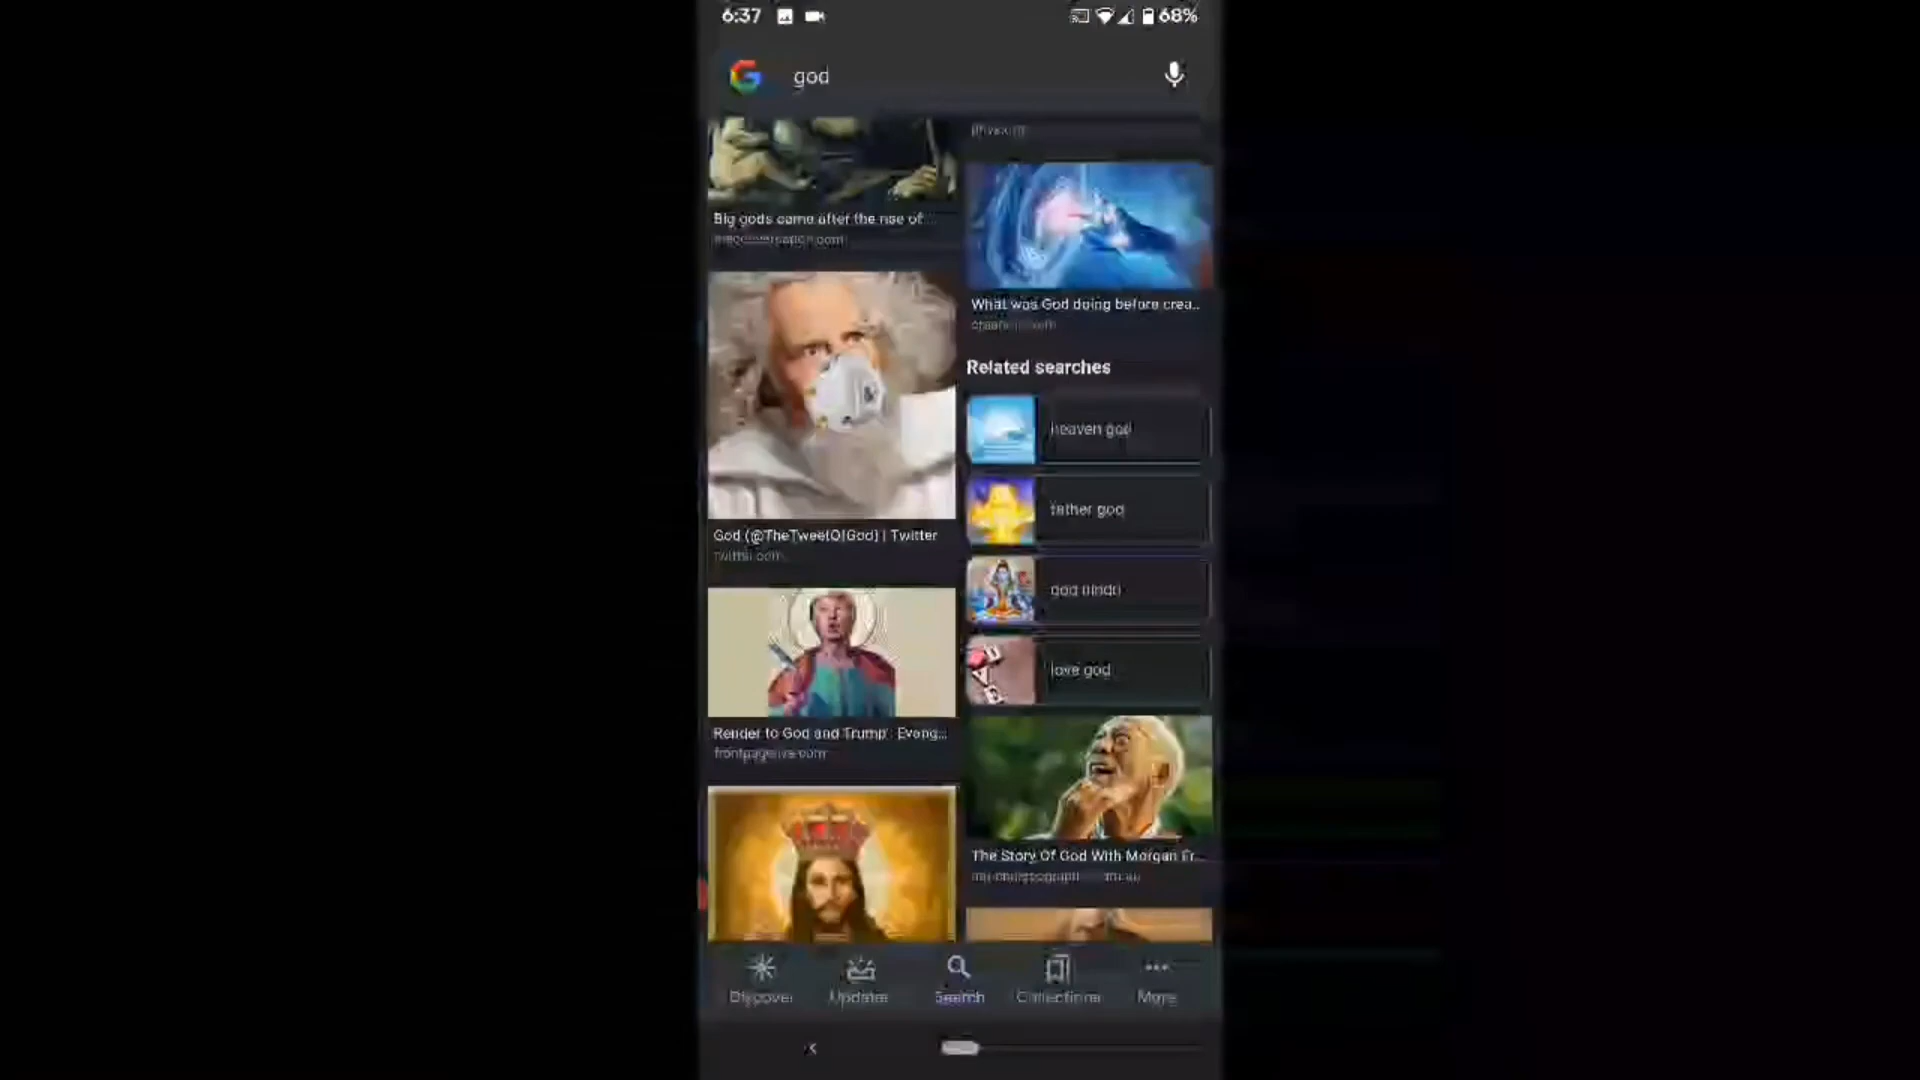 6:37
68%
god
Big gods came after the rise of ...
What was God doing before crea..
Related searches
heaven god
father god
god hindu
love god
God (@TheTweetOfGod) | Twitter
twitter.com
Render to God and Trump': Evang...
frontpagelive.com
The Story Of God With Morgan Fr...
Discover
Updates
Search
Collections
More